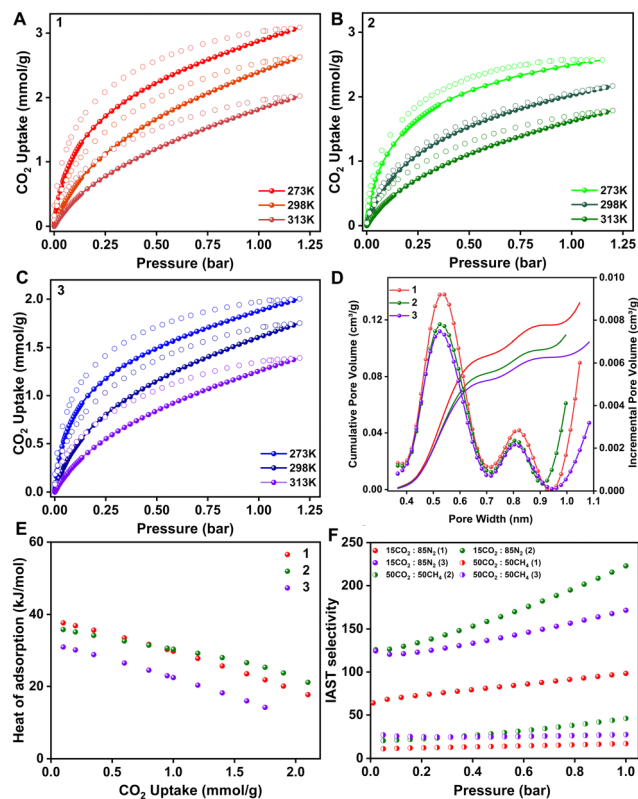 A
1
CO₂ Uptake (mmol/g)
3
2
1
0
273K
298K
313K
0.00 0.25 0.50 0.75 1.00 1.25
Pressure (bar)
B
2
CO₂ Uptake (mmol/g)
3
2
1
0
273K
298K
313K
0.00 0.25 0.50 0.75 1.00 1.25
Pressure (bar)
C
3
CO₂ Uptake (mmol/g)
2.0
1.5
1.0
0.5
0.0
273K
298K
313K
0.00 0.25 0.50 0.75 1.00 1.25
Pressure (bar)
D
1
2
3
Cumulative Pore Volume (cm³/g)
0.12
0.08
0.04
0.00
Incremental Pore Volume (cm³/g)
0.010
0.008
0.006
0.004
0.002
0.000
0.4 0.5 0.6 0.7 0.8 0.9 1.0 1.1
Pore Width (nm)
E
Heat of adsorption (kJ/mol)
60
40
20
0
1
2
3
0.0 0.5 1.0 1.5 2.0
CO₂ Uptake (mmol/g)
F
IAST selectivity
250
200
150
100
50
0
15CO₂ : 85N₂ (1) 15CO₂ : 85N₂ (2)
15CO₂ : 85N₂ (3) 50CO₂ : 50CH₄ (1)
50CO₂ : 50CH₄ (2) 50CO₂ : 50CH₄ (3)
0.0 0.2 0.4 0.6 0.8 1.0
Pressure (bar)